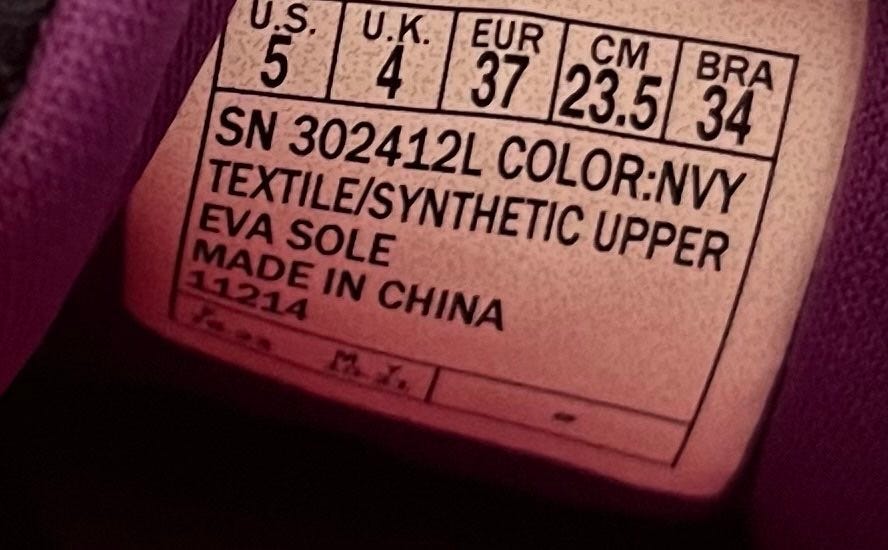 U.S. U.K. EUR CM BRA
5 4 37 23.5 34
SN 302412L COLOR:NVY
TEXTILE/SYNTHETIC UPPER
EVA SOLE
MADE IN CHINA
11214